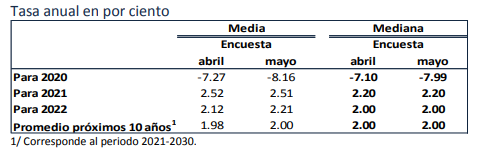 Tasa anual en por ciento
Media Mediana
Encuesta Encuesta
abril mayo abril mayo
Para 2020 -7.27 -8.16 -7.10 -7.99
Para 2021 2.52 2.51 2.20 2.20
Para 2022 2.12 2.21 2.00 2.00
Promedio próximos 10 años¹ 1.98 2.00 2.00 2.00
1/ Corresponde al periodo 2021-2030.